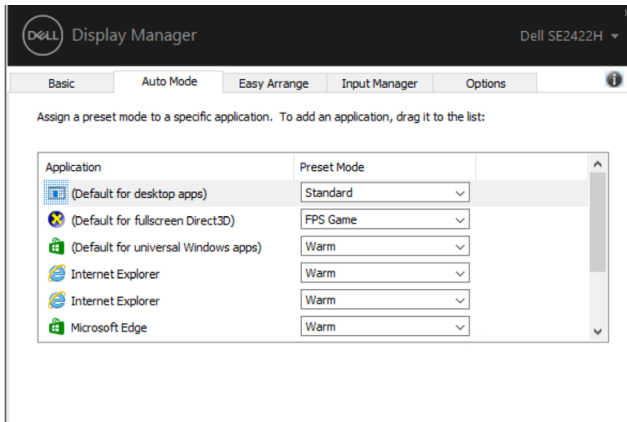 DELL Display Manager Dell SE2422H
Basic Auto Mode Easy Arrange Input Manager Options
Assign a preset mode to a specific application. To add an application, drag it to the list:
Application Preset Mode
(Default for desktop apps) Standard
(Default for fullscreen Direct3D) FPS Game
(Default for universal Windows apps) Warm
Internet Explorer Warm
Internet Explorer Warm
Microsoft Edge Warm